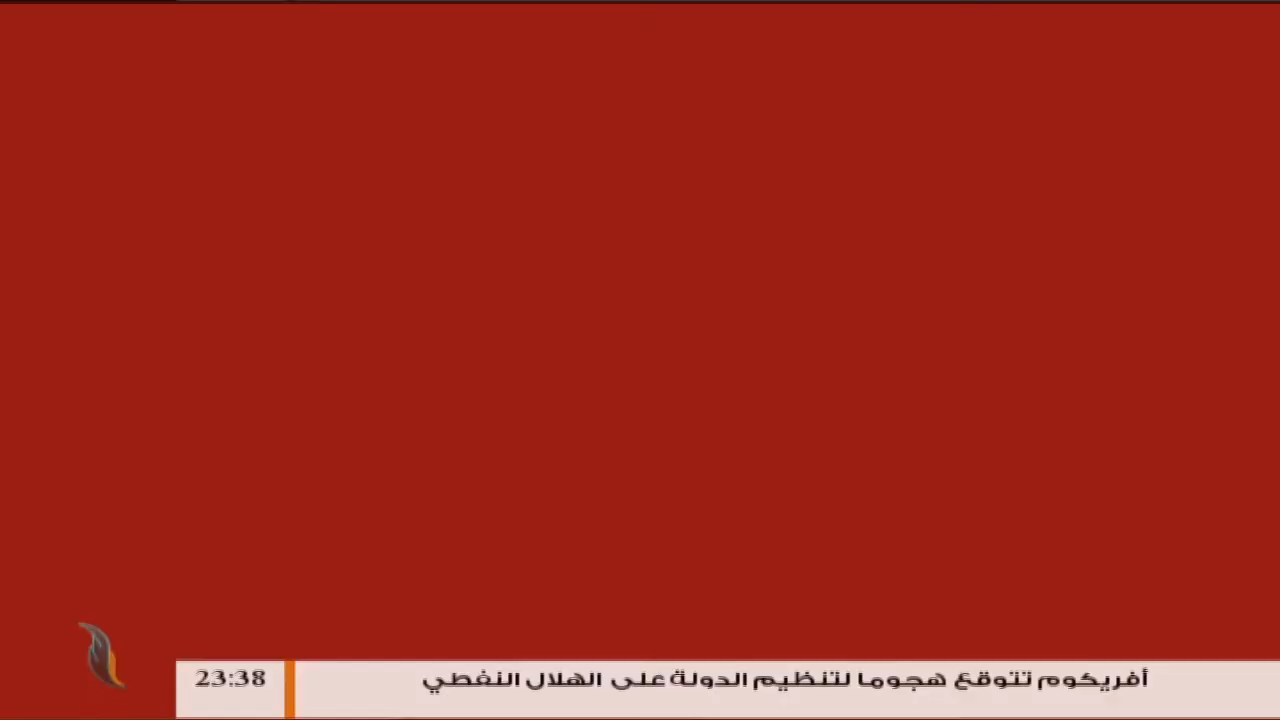 أفريكوم تتوقع هجوما لتنظيم الدولة على الهلال النفطي
23:38